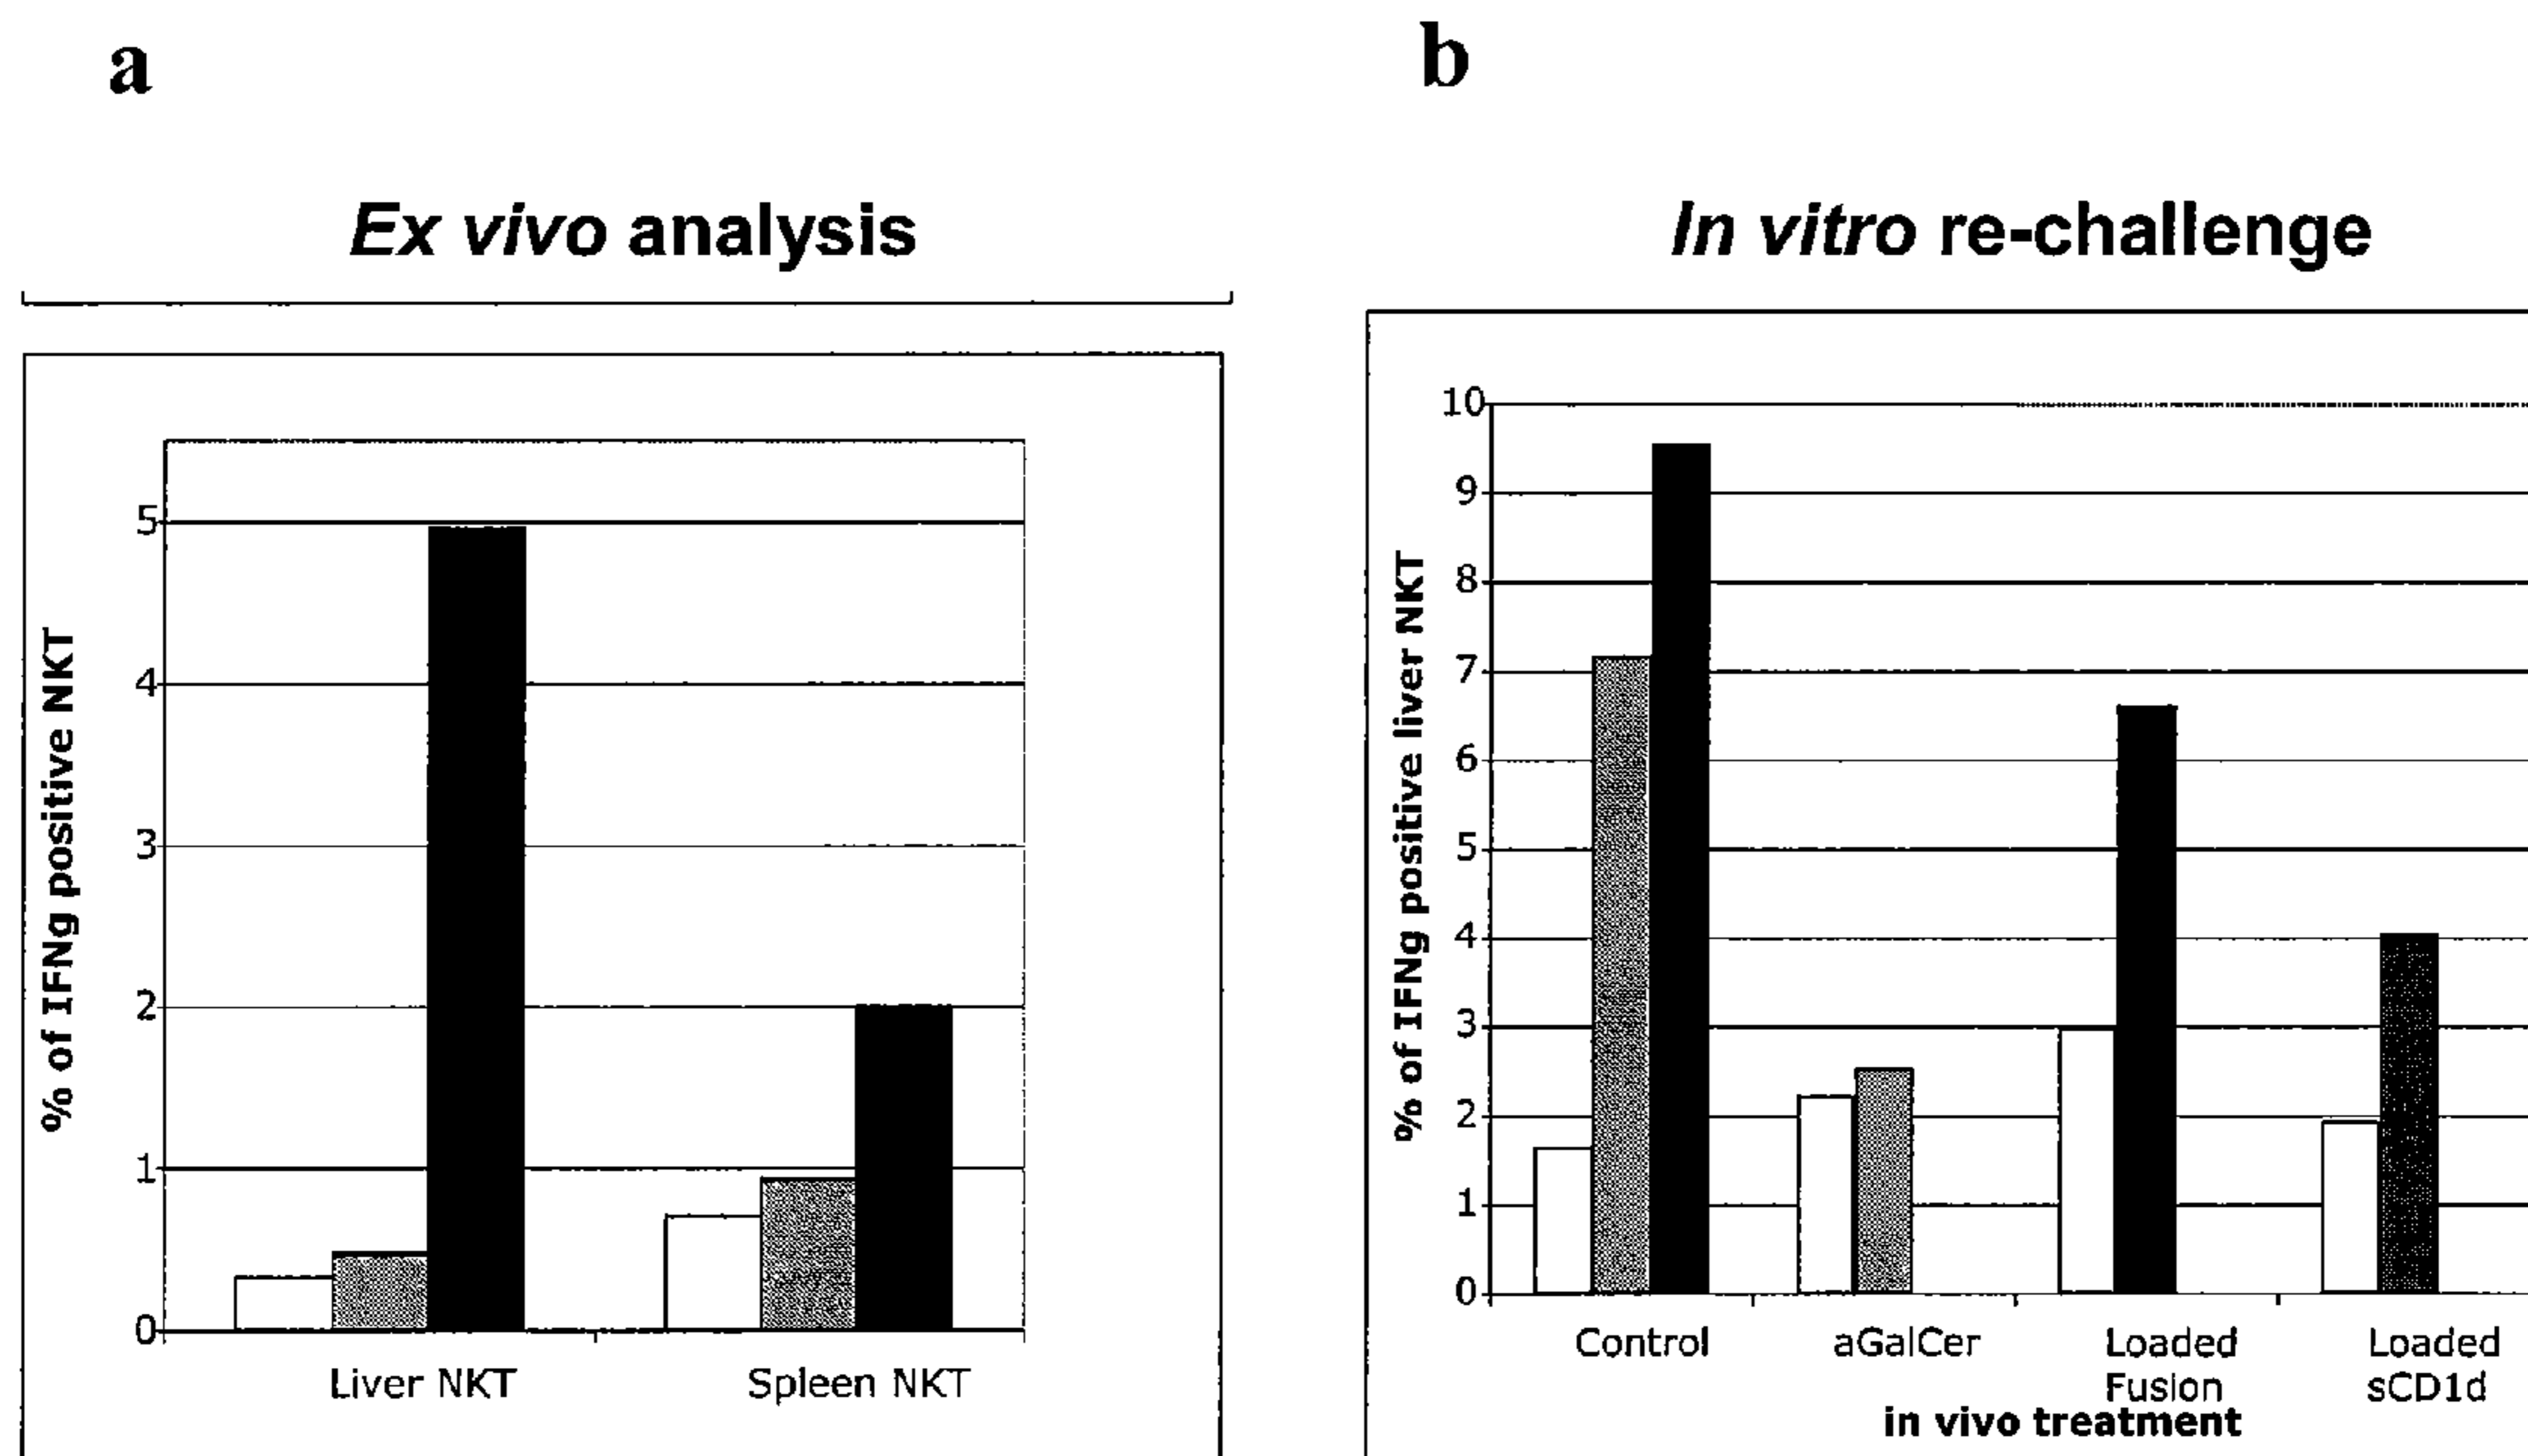 a
Ex vivo analysis
% of IFNg positive NKT
5
4
3
2
1
0
Liver NKT
Spleen NKT
b
In vitro re-challenge
% of IFNg positive liver NKT
10
9
8
7
6
5
4
3
2
1
0
Control
aGalCer
Loaded
Fusion
Loaded
sCD1d
in vivo treatment